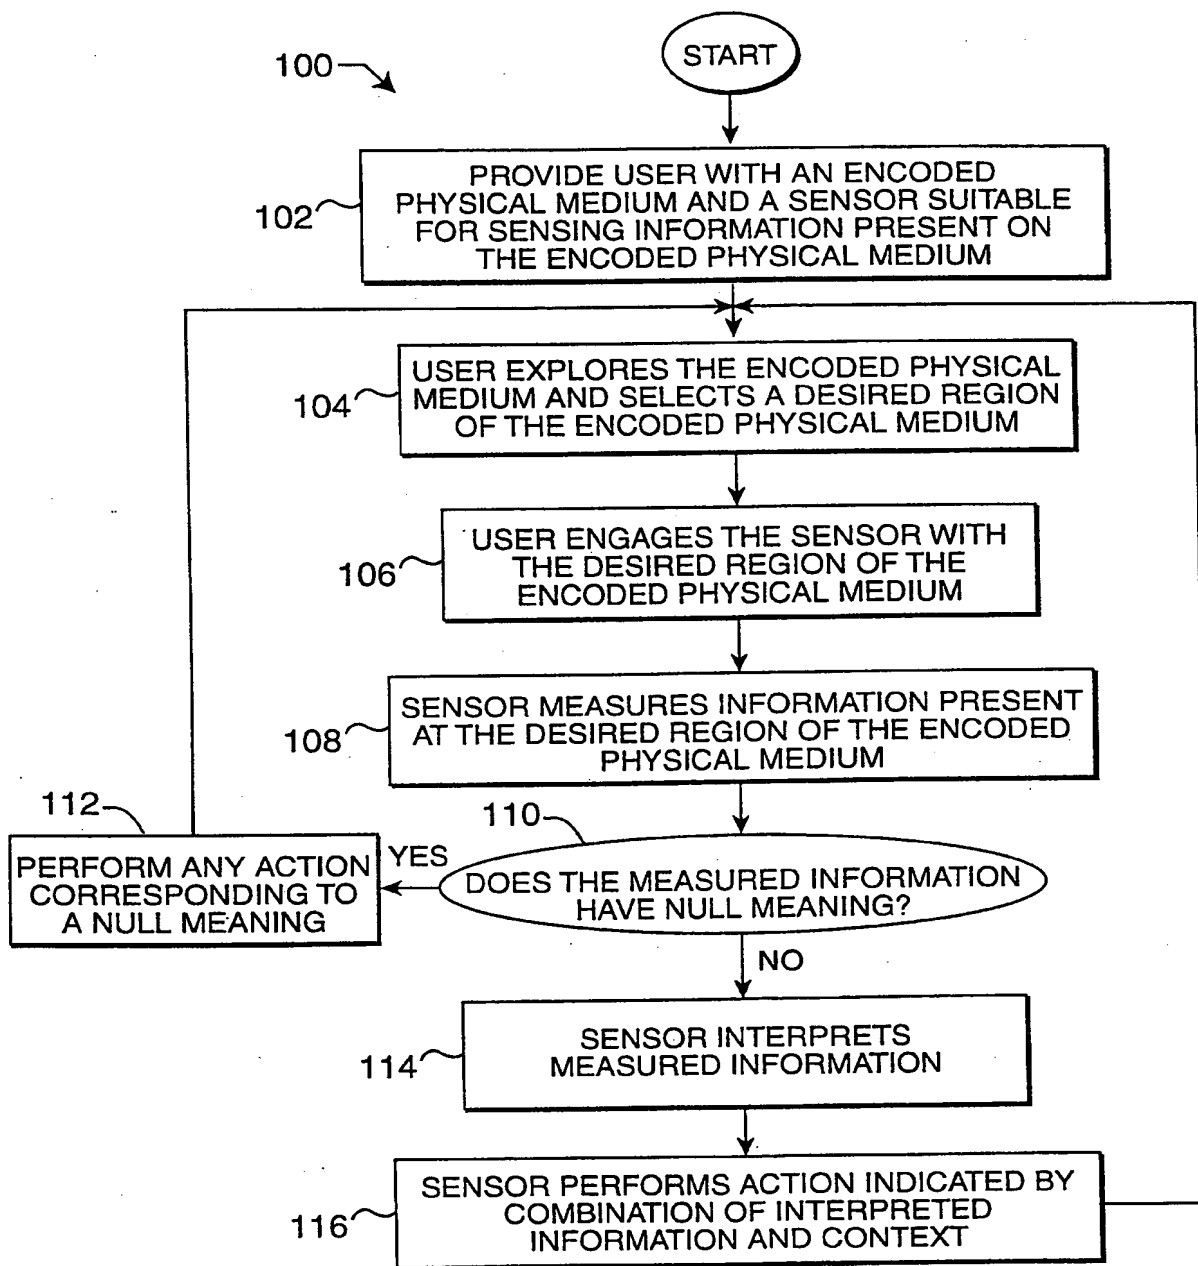 START
100
PROVIDE USER WITH AN ENCODED
PHYSICAL MEDIUM AND A SENSOR SUITABLE
FOR SENSING INFORMATION PRESENT ON
THE ENCODED PHYSICAL MEDIUM
102
USER EXPLORES THE ENCODED PHYSICAL
MEDIUM AND SELECTS A DESIRED REGION
OF THE ENCODED PHYSICAL MEDIUM
104
USER ENGAGES THE SENSOR WITH
THE DESIRED REGION OF THE
ENCODED PHYSICAL MEDIUM
106
SENSOR MEASURES INFORMATION PRESENT
AT THE DESIRED REGION OF THE ENCODED
PHYSICAL MEDIUM
108
112
110
PERFORM ANY ACTION
CORRESPONDING TO
A NULL MEANING
YES
DOES THE MEASURED INFORMATION
HAVE NULL MEANING?
NO
SENSOR INTERPRETS
MEASURED INFORMATION
114
SENSOR PERFORMS ACTION INDICATED BY
COMBINATION OF INTERPRETED
INFORMATION AND CONTEXT
116